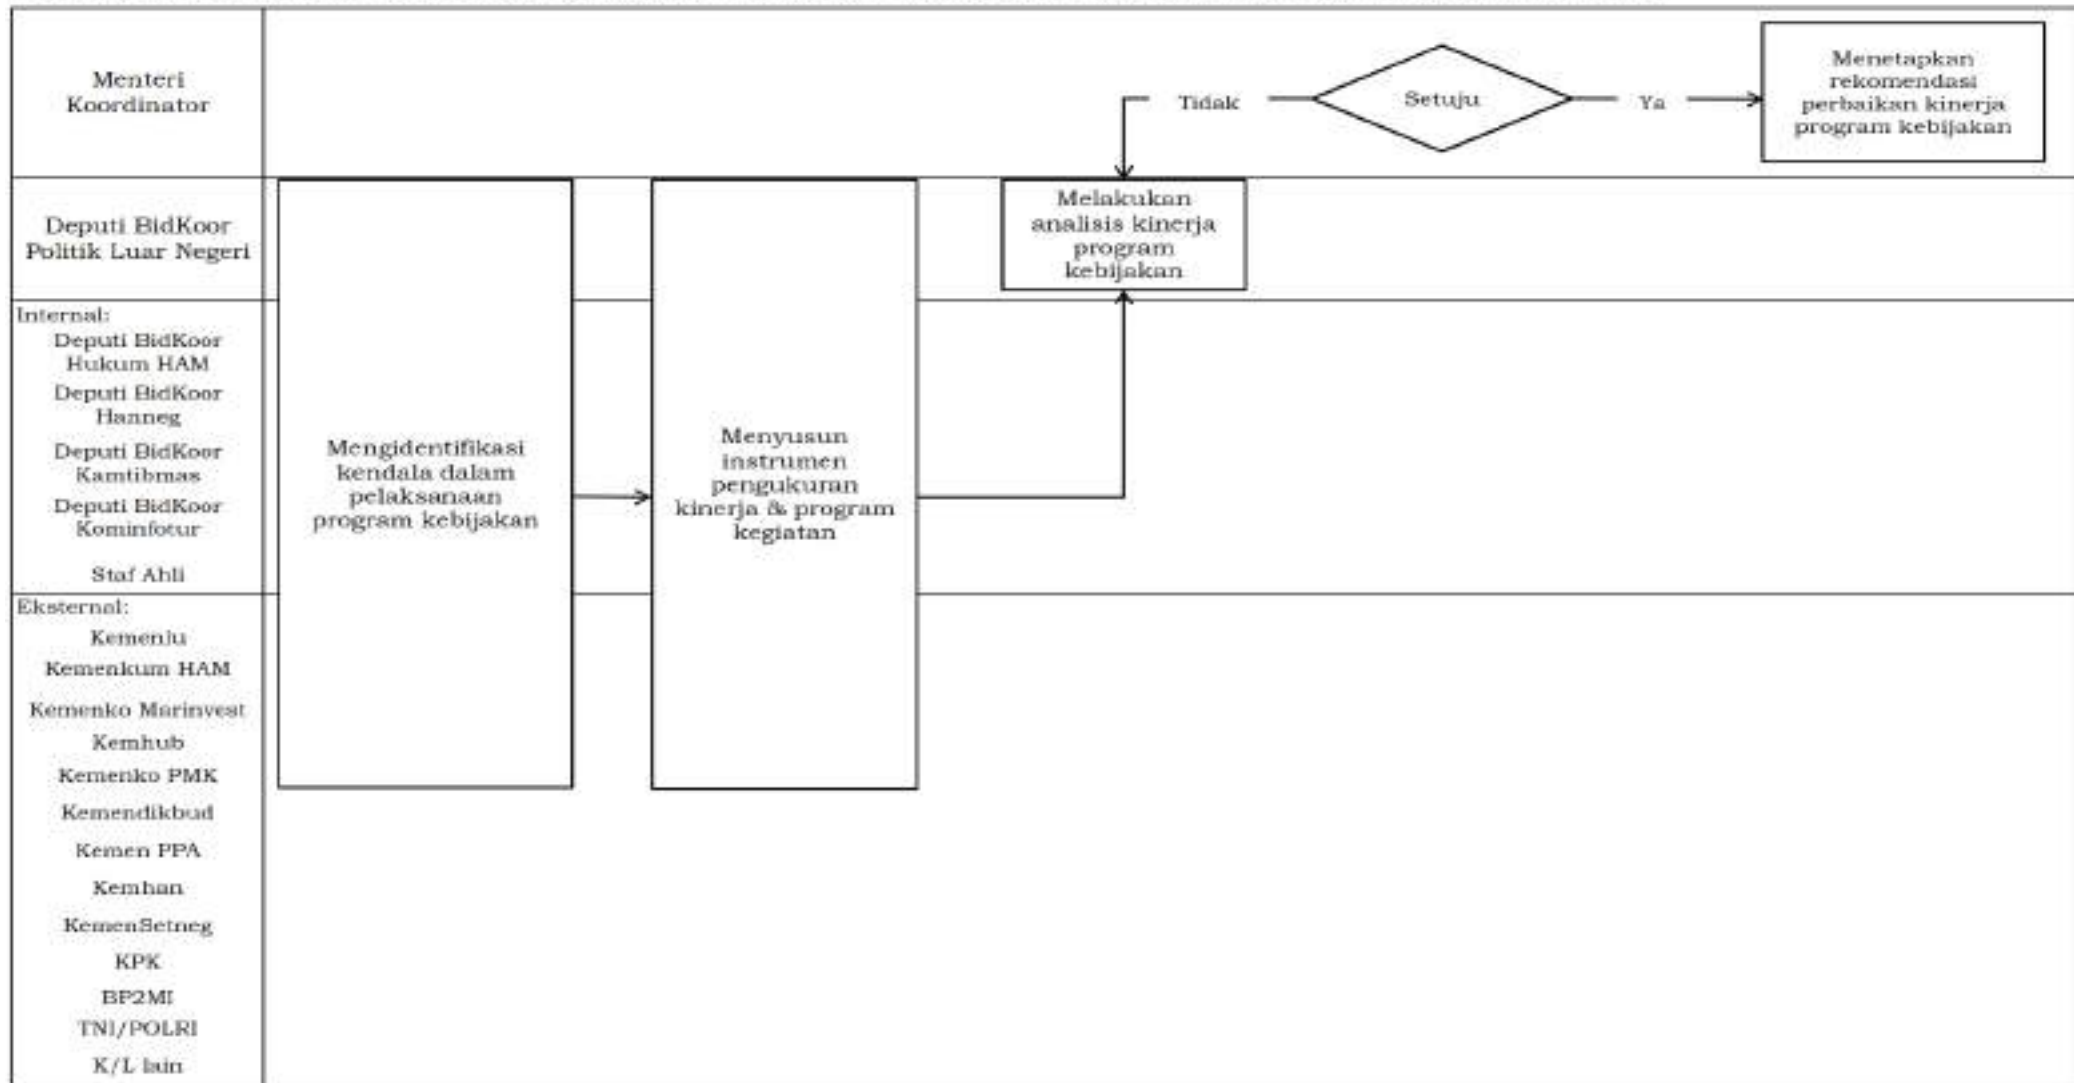 Menteri
Koordinator
Tidak
Setuju
Ya
Menetapkan
rekomendasi
perbaikan kinerja
program kebijakan
Deputi BidKoor
Politik Luar Negeri
Melakukan
analisis kinerja
program
kebijakan
Internal:
Deputi BidKoor
Hukum HAM
Deputi BidKoor
Hanneg
Deputi BidKoor
Kamtibmas
Deputi BidKoor
Kominfotur
Staf Ahli
Mengidentifikasi
kendala dalam
pelaksanaan
program kebijakan
Menyusun
instrumen
pengukuran
kinerja & program
kegiatan
Eksternal:
Kemenlu
Kemenkum HAM
Kemenko Marinvest
Kemhub
Kemenko PMK
Kemendikbud
Kemen PPA
Kemhan
KemenSetneg
KPK
BP2MI
TNI/POLRI
K/L lain